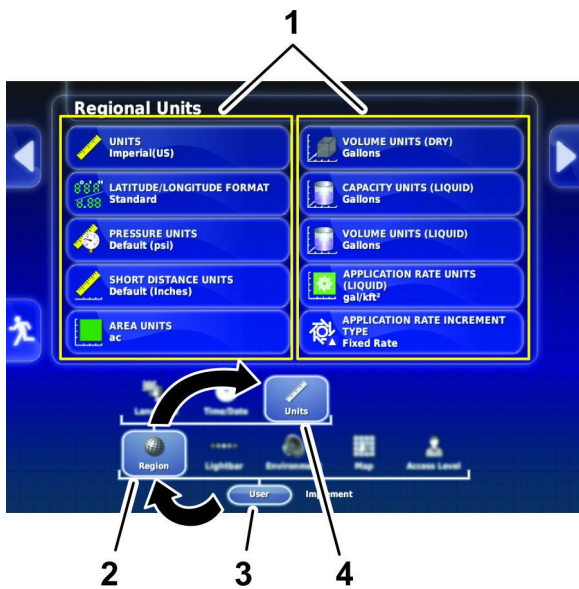 1
Regional Units
UNITS
Imperial(US)
LATITUDE/LONGITUDE FORMAT
Standard
PRESSURE UNITS
Default (psi)
SHORT DISTANCE UNITS
Default (Inches)
AREA UNITS
ac
VOLUME UNITS (DRY)
Gallons
CAPACITY UNITS (LIQUID)
Gallons
VOLUME UNITS (LIQUID)
Gallons
APPLICATION RATE UNITS
(LIQUID)
gal/kft²
APPLICATION RATE INCREMENT
TYPE
Fixed Rate
Time/Date
Units
Region
Lightbar
Map
Access Level
User
2
3
4